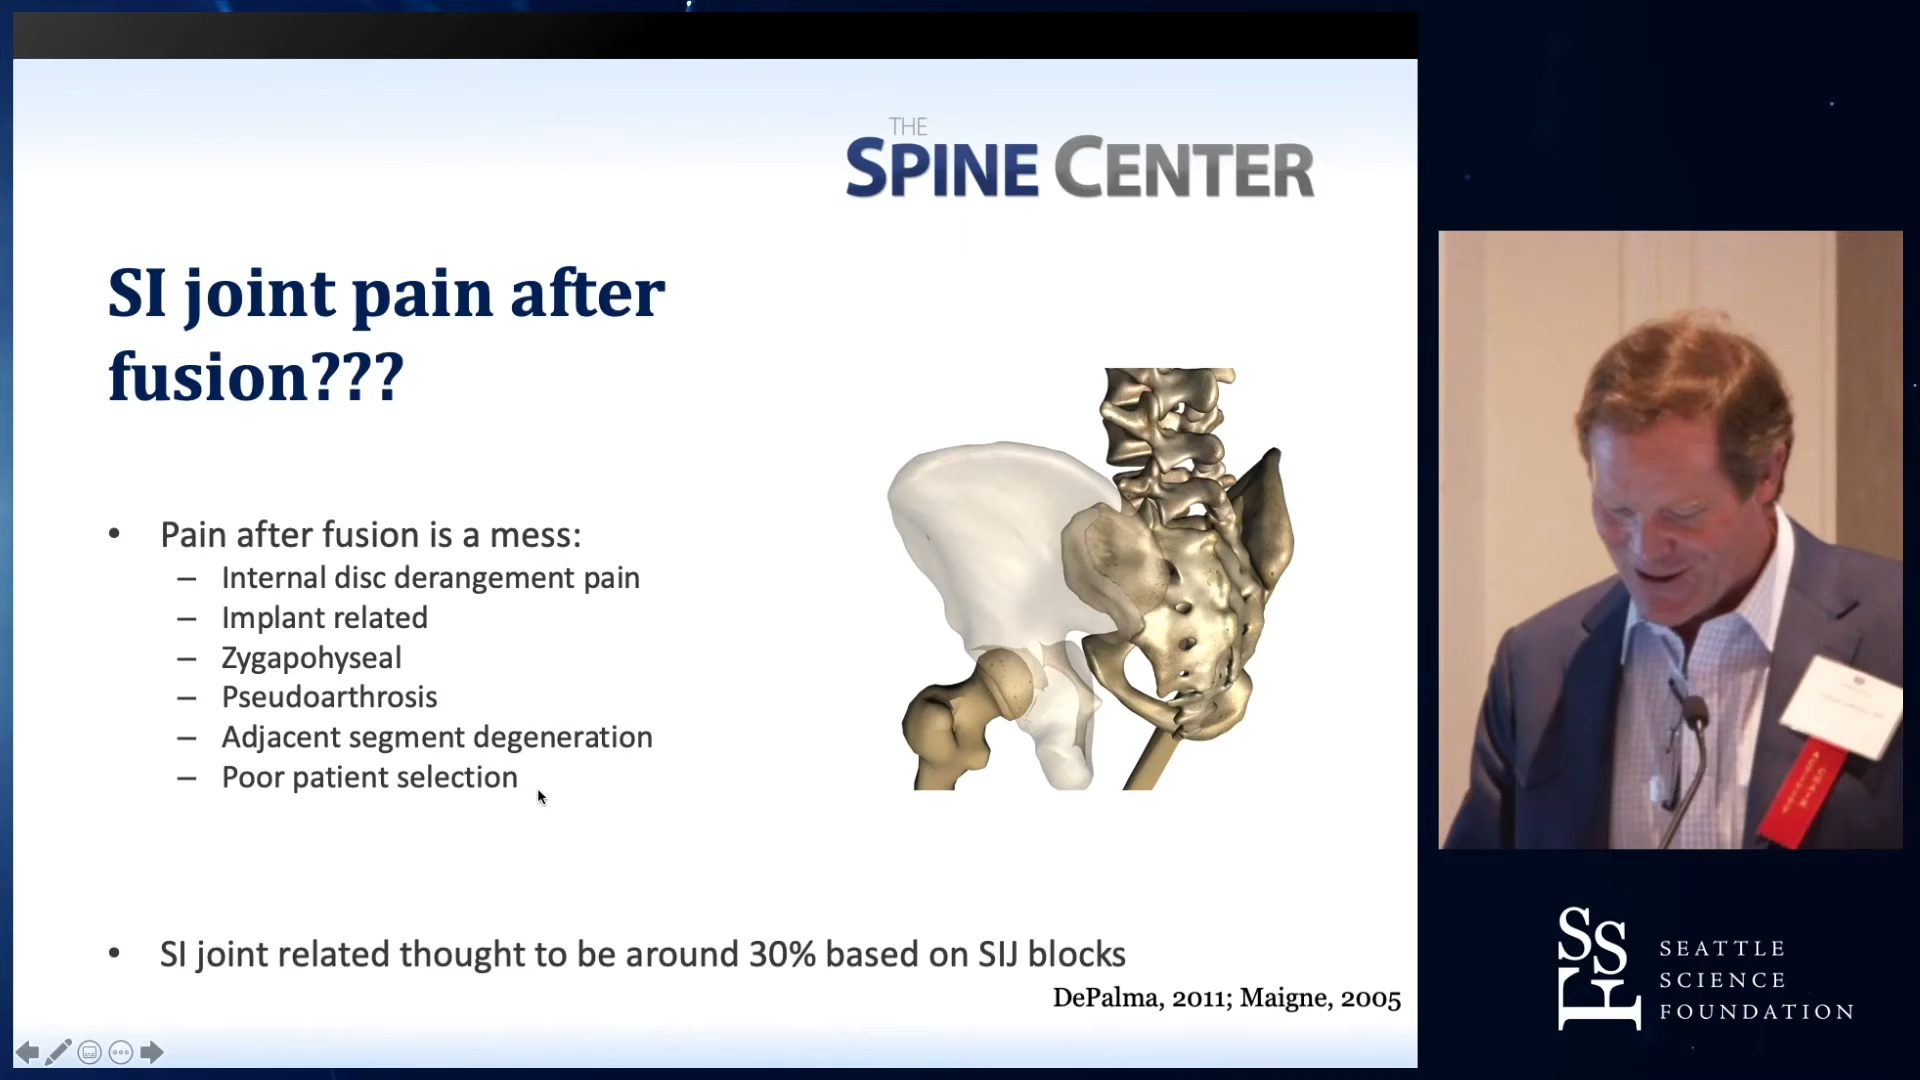 THE
SPINE CENTER
SI joint pain after
fusion???
• Pain after fusion is a mess:
– Internal disc derangement pain
– Implant related
– Zygapohyseal
– Pseudoarthrosis
– Adjacent segment degeneration
– Poor patient selection
• SI joint related thought to be around 30% based on SIJ blocks
DePalma, 2011; Maigne, 2005
SSF
SEATTLE
SCIENCE
FOUNDATION